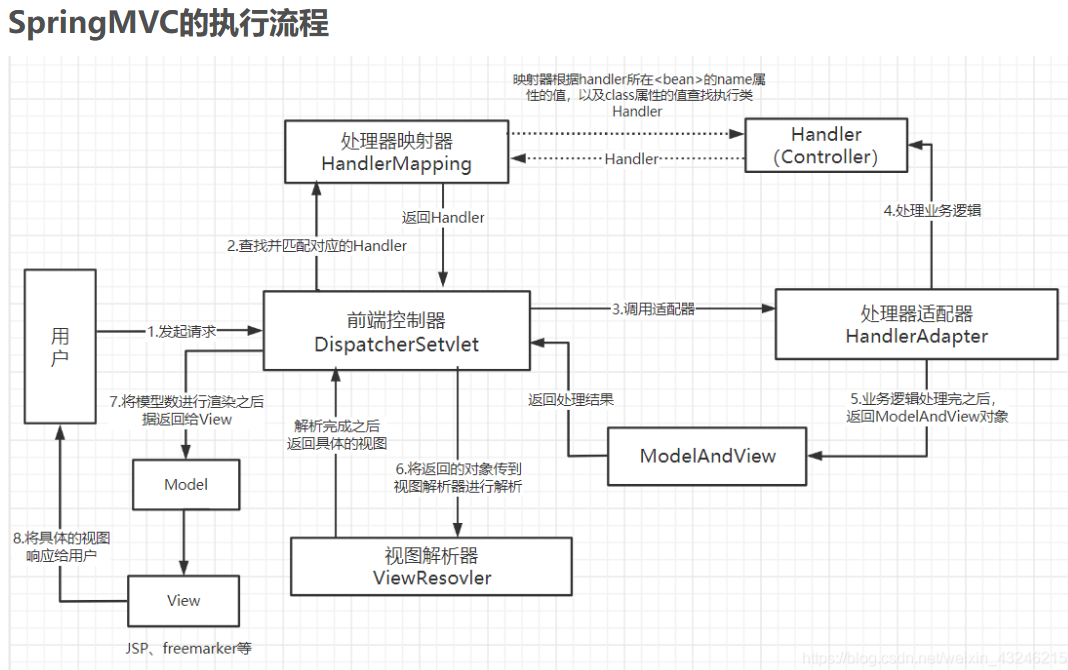 SpringMVC的执行流程
映射器根据handler所在<bean>的name属
性的值，以及class属性的值查找执行类
Handler
处理器映射器
HandlerMapping
Handler
Handler
（Controller）
返回Handler
4.处理业务逻辑
2.查找并匹配对应的Handler
用
户
1.发起请求
前端控制器
DispatcherSetvlet
3.调用适配器
处理器适配器
HandlerAdapter
7.将模型数进行渲染之后
据返回给View
解析完成之后
返回具体的视图
返回处理结果
5.业务逻辑处理完之后，
返回ModelAndView对象
6.将返回的对象传到
视图解析器进行解析
ModelAndView
Model
8.将具体的视图
响应给用户
视图解析器
ViewResovler
View
JSP、freemarker等
https://blog.csdn.net/weixin_43246215